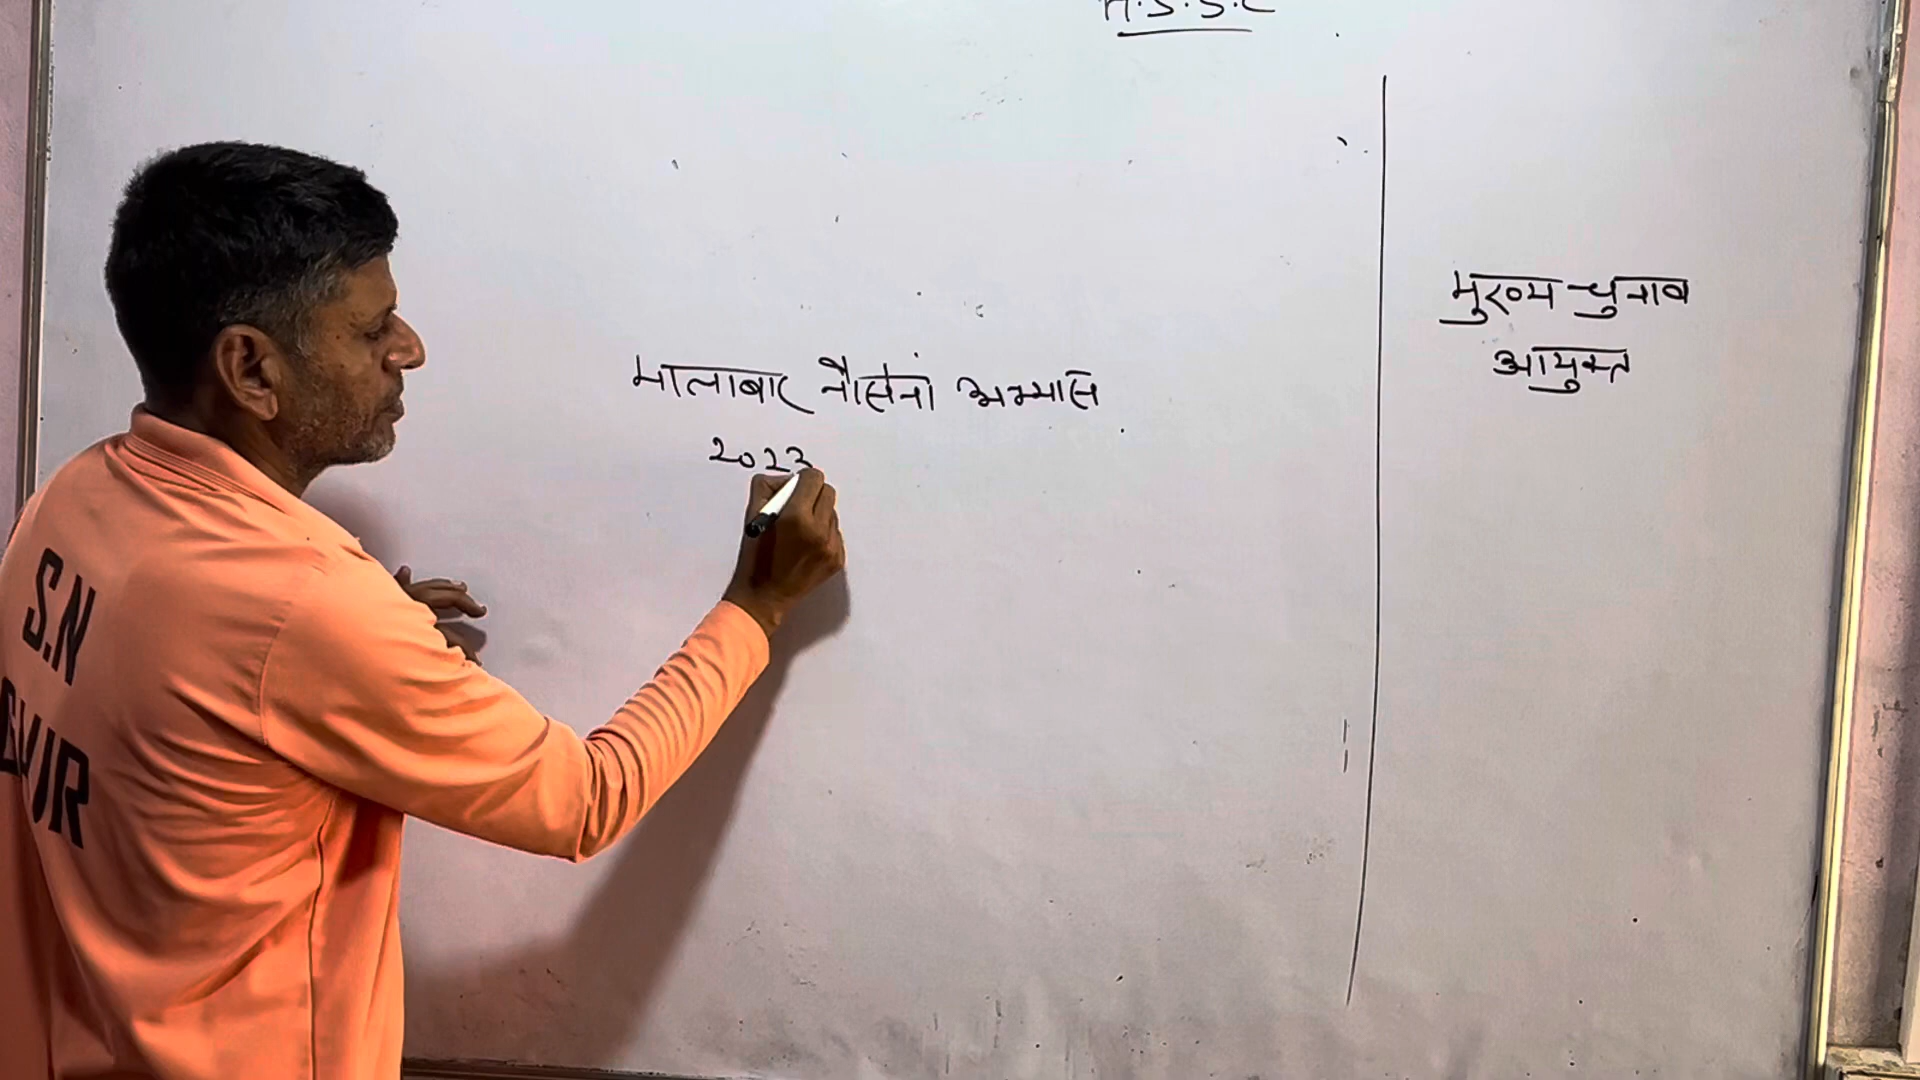 H.S.S.C
मालाबार नौसेना अभ्यास
2023
मुख्य चुनाव
आयुक्त
S.N